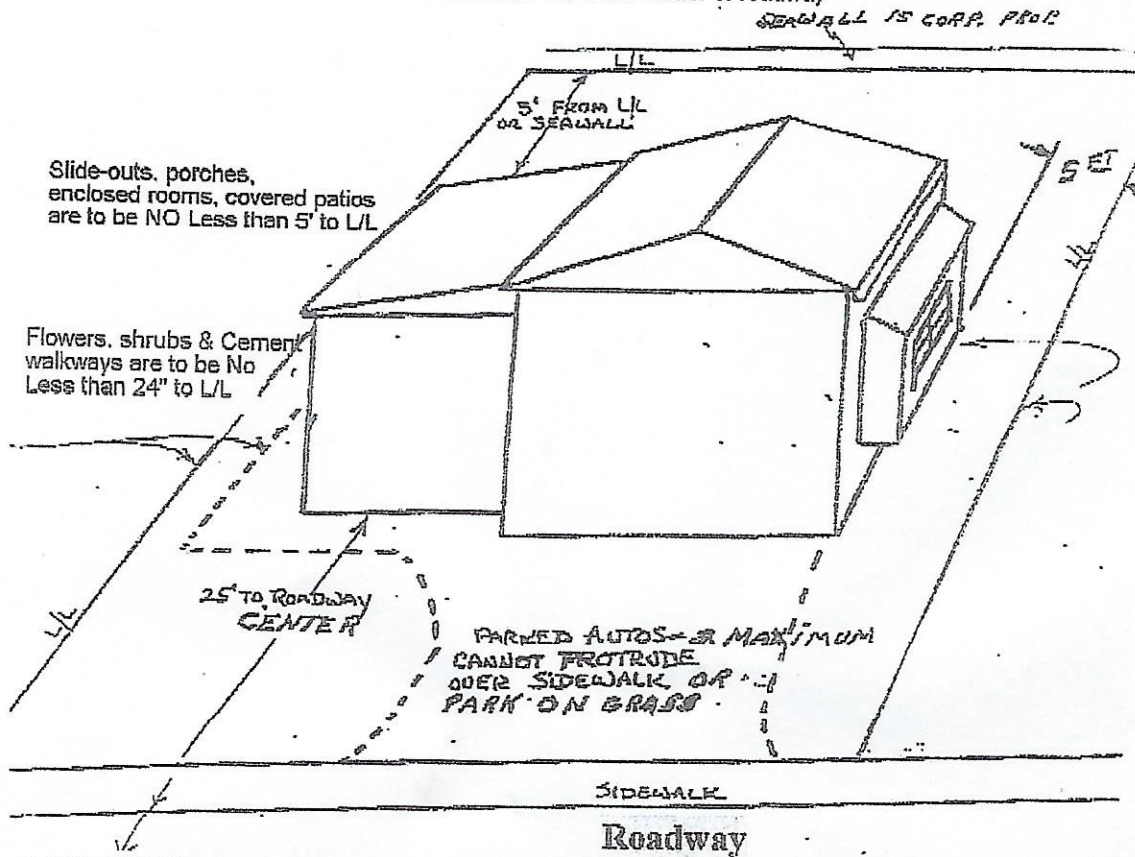 SEAWALL IS CORP. PROP.
L/L
5' FROM L/L
OR SEAWALL
Slide-outs, porches,
enclosed rooms, covered patios
are to be NO Less than 5' to L/L
L/L
Flowers, shrubs & Cement
walkways are to be No
Less than 24" to L/L
25' TO ROADWAY
CENTER
L/L
PARKED AUTOS - 2 MAXIMUM
CANNOT PROTRUDE
OVER SIDEWALK OR
PARK ON GRASS
SIDEWALK
Roadway